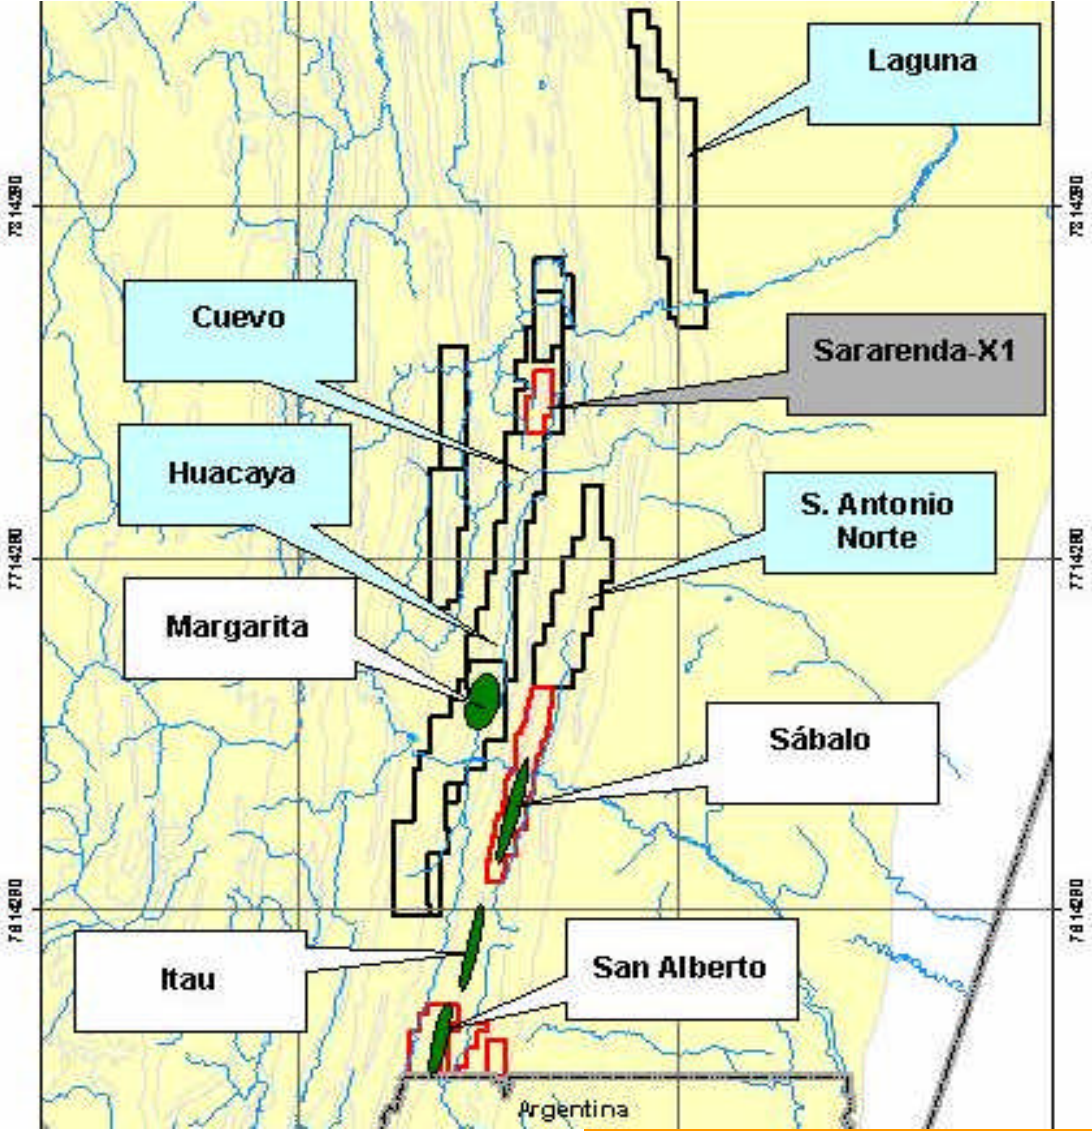 Laguna
7814280
7814280
Cuevo
Sararenda-X1
Huacaya
S. Antonio
Norte
7714280
7714280
Margarita
Sábalo
7614280
7614280
Itau
San Alberto
Argentina